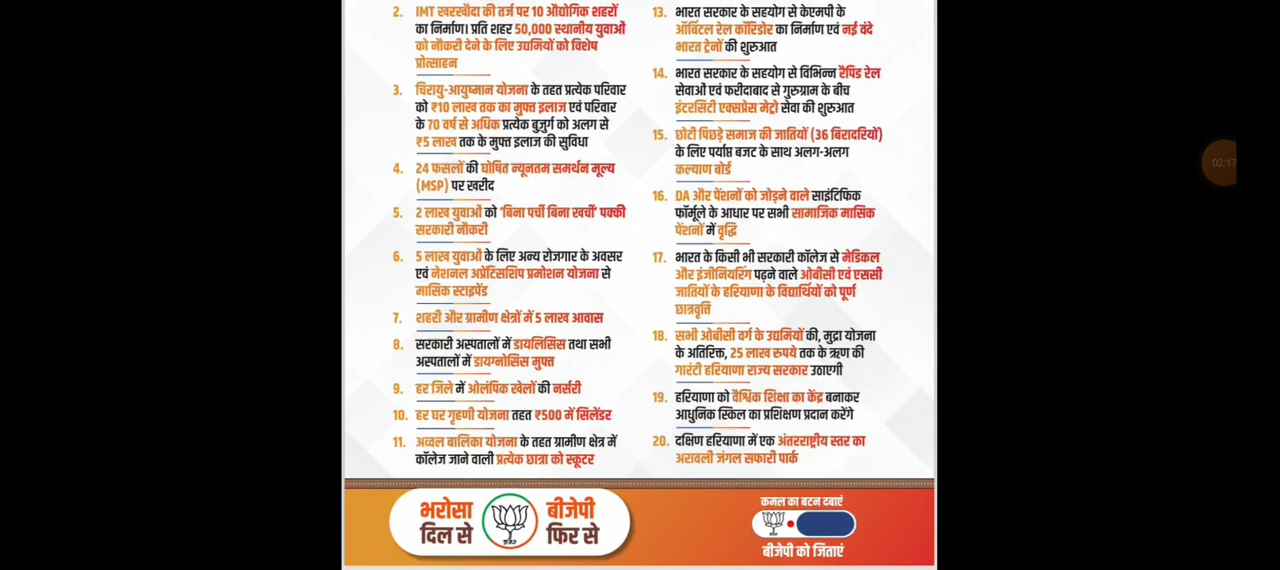 2. IMT खरखौदा की तर्ज पर 10 औद्योगिक शहरों
का निर्माण। प्रति शहर 50,000 स्थानीय युवाओं
को नौकरी देने के लिए उद्यमियों को विशेष
प्रोत्साहन
3. चिरायु-आयुष्मान योजना के तहत प्रत्येक परिवार
को ₹10 लाख तक का मुफ्त इलाज एवं परिवार
के 70 वर्ष से अधिक प्रत्येक बुजुर्ग को अलग से
₹5 लाख तक के मुफ्त इलाज की सुविधा
4. 24 फसलों की घोषित न्यूनतम समर्थन मूल्य
(MSP) पर खरीद
5. 2 लाख युवाओं को 'बिना पर्ची बिना खर्ची' पक्की
सरकारी नौकरी
6. 5 लाख युवाओं के लिए अन्य रोजगार के अवसर
एवं नेशनल अप्रेंटिसशिप प्रमोशन योजना से
मासिक स्टाइपेंड
7. शहरी और ग्रामीण क्षेत्रों में 5 लाख आवास
8. सरकारी अस्पतालों में डायलिसिस तथा सभी
अस्पतालों में डायग्नोसिस मुफ्त
9. हर जिले में ओलंपिक खेलों की नर्सरी
10. हर घर गृहणी योजना तहत ₹500 में सिलेंडर
11. अव्वल बालिका योजना के तहत ग्रामीण क्षेत्र में
कॉलेज जाने वाली प्रत्येक छात्रा को स्कूटर
13. भारत सरकार के सहयोग से केएमपी के
ऑर्बिटल रेल कॉरिडोर का निर्माण एवं नई वंदे
भारत ट्रेनों की शुरुआत
14. भारत सरकार के सहयोग से विभिन्न रैपिड रेल
सेवाओं एवं फरीदाबाद से गुरुग्राम के बीच
इंटरसिटी एक्सप्रेस मेट्रो सेवा की शुरुआत
15. छोटी पिछड़े समाज की जातियों (36 बिरादरियों)
के लिए पर्याप्त बजट के साथ अलग-अलग
कल्याण बोर्ड
16. DA और पेंशनों को जोड़ने वाले साइंटिफिक
फॉर्मूले के आधार पर सभी सामाजिक मासिक
पेंशनों में वृद्धि
17. भारत के किसी भी सरकारी कॉलेज से मेडिकल
और इंजीनियरिंग पढ़ने वाले ओबीसी एवं एससी
जातियों के हरियाणा के विद्यार्थियों को पूर्ण
छात्रवृत्ति
18. सभी ओबीसी वर्ग के उद्यमियों की, मुद्रा योजना
के अतिरिक्त, 25 लाख रुपये तक के ऋण की
गारंटी हरियाणा राज्य सरकार उठाएगी
19. हरियाणा को वैश्विक शिक्षा का केंद्र बनाकर
आधुनिक स्किल का प्रशिक्षण प्रदान करेंगे
20. दक्षिण हरियाणा में एक अंतरराष्ट्रीय स्तर का
अरावली जंगल सफारी पार्क
02:17
भरोसा
दिल से
बीजेपी
फिर से
कमल का बटन दबाएं
बीजेपी को जिताएं